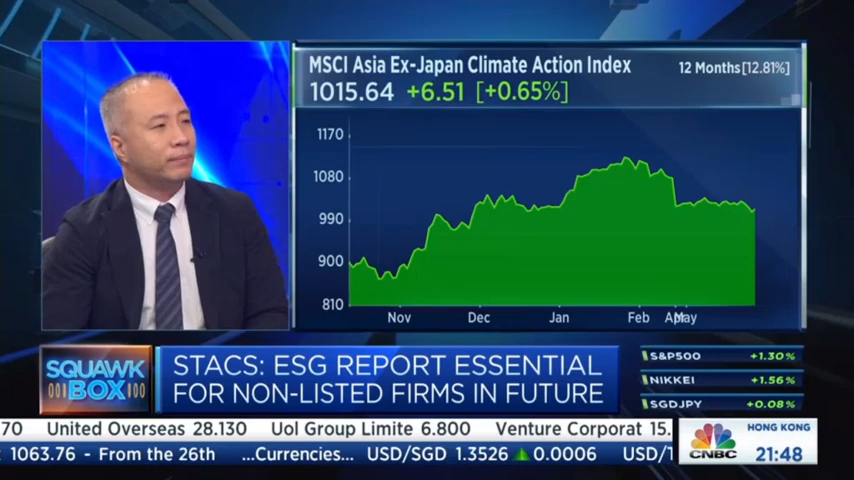 MSCI Asia Ex-Japan Climate Action Index
12 Months[12.81%]
1015.64 +6.51 [+0.65%]
1170
1080
990
900
810
Nov Dec Jan Feb Apr May
SQUAWK
BOX
STACS: ESG REPORT ESSENTIAL
FOR NON-LISTED FIRMS IN FUTURE
S&P500 +1.30%
NIKKEI +1.56%
SGDJPY +0.08%
70 United Overseas 28.130 Uol Group Limite 6.800 Venture Corporat 15.
1063.76 - From the 26th ...Currencies... USD/SGD 1.3526 ▲ 0.0006 USD/T
CNBC
HONG KONG
21:48